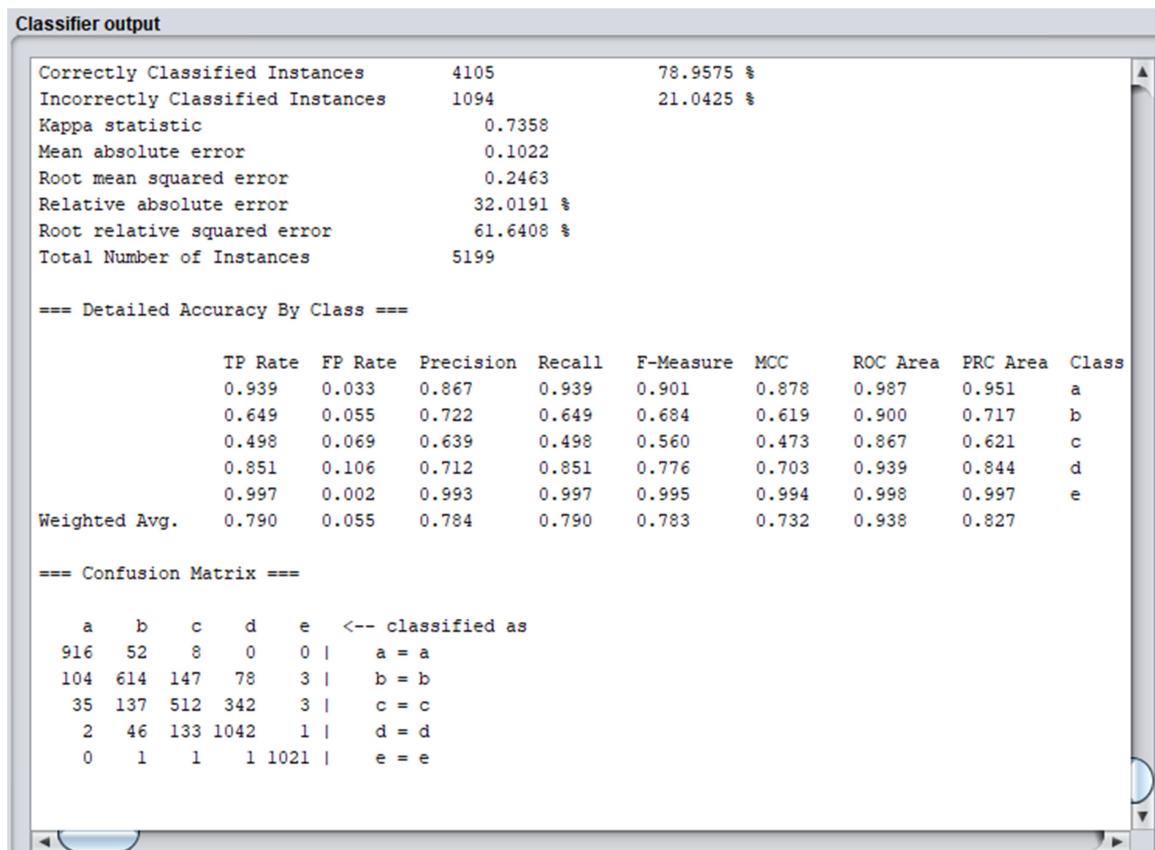 Classifier output
Correctly Classified Instances 4105 78.9575 %
Incorrectly Classified Instances 1094 21.0425 %
Kappa statistic 0.7358
Mean absolute error 0.1022
Root mean squared error 0.2463
Relative absolute error 32.0191 %
Root relative squared error 61.6408 %
Total Number of Instances 5199
=== Detailed Accuracy By Class ===
TP Rate FP Rate Precision Recall F-Measure MCC ROC Area PRC Area Class
0.939 0.033 0.867 0.939 0.901 0.878 0.987 0.951 a
0.649 0.055 0.722 0.649 0.684 0.619 0.900 0.717 b
0.498 0.069 0.639 0.498 0.560 0.473 0.867 0.621 c
0.851 0.106 0.712 0.851 0.776 0.703 0.939 0.844 d
0.997 0.002 0.993 0.997 0.995 0.994 0.998 0.997 e
Weighted Avg. 0.790 0.055 0.784 0.790 0.783 0.732 0.938 0.827
=== Confusion Matrix ===
a b c d e <-- classified as
916 52 8 0 0 | a = a
104 614 147 78 3 | b = b
35 137 512 342 3 | c = c
2 46 133 1042 1 | d = d
0 1 1 1 1021 | e = e